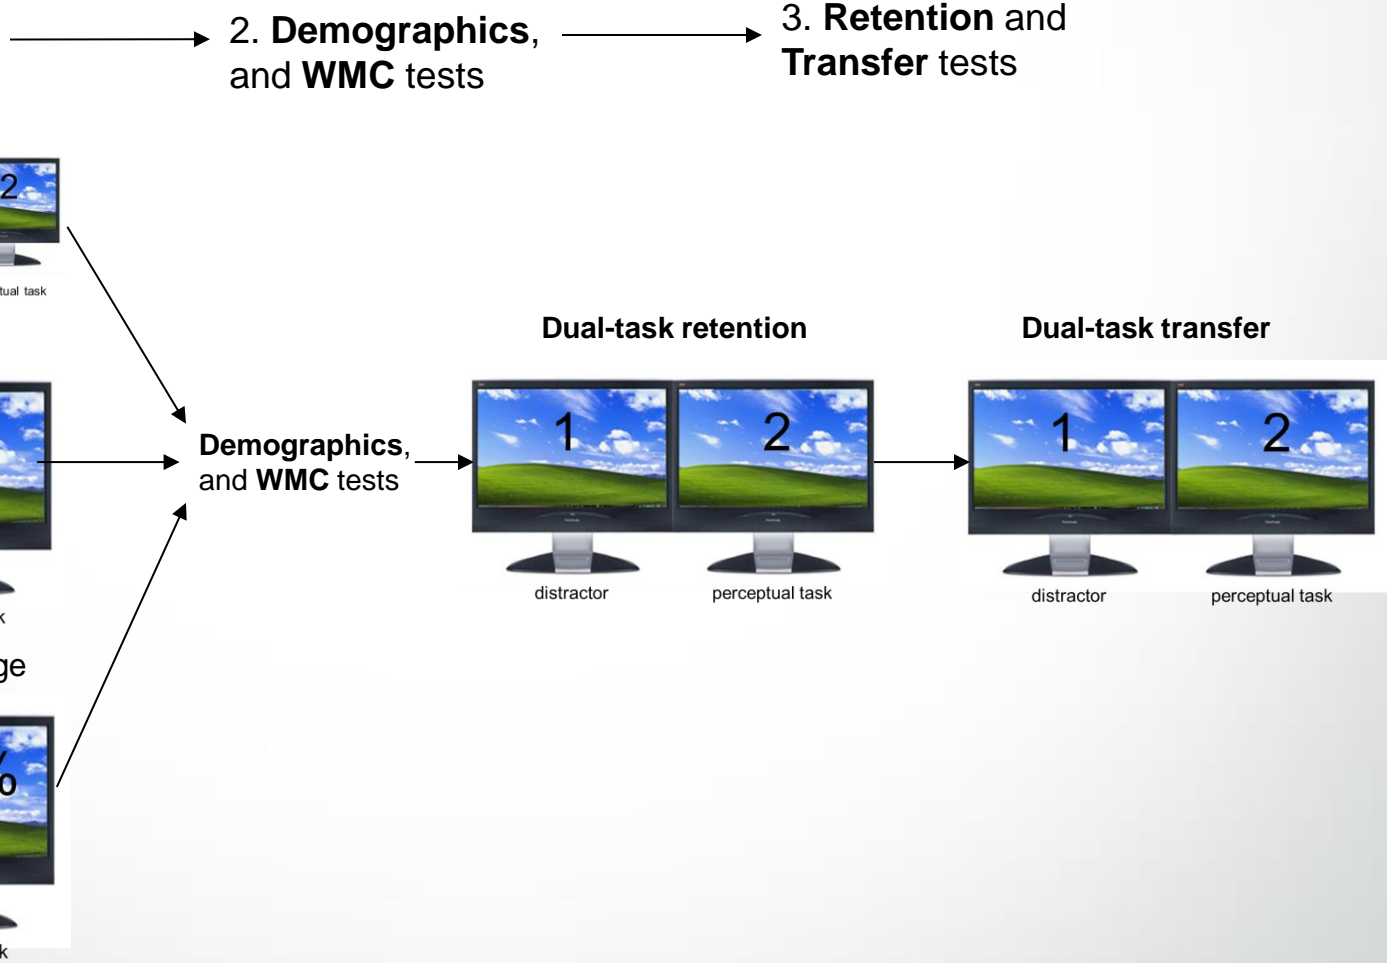 2. Demographics,
and WMC tests
3. Retention and
Transfer tests
2
task
Dual-task retention
Dual-task transfer
1
2
1
2
Demographics,
and WMC tests
distractor
perceptual task
distractor
perceptual task
%